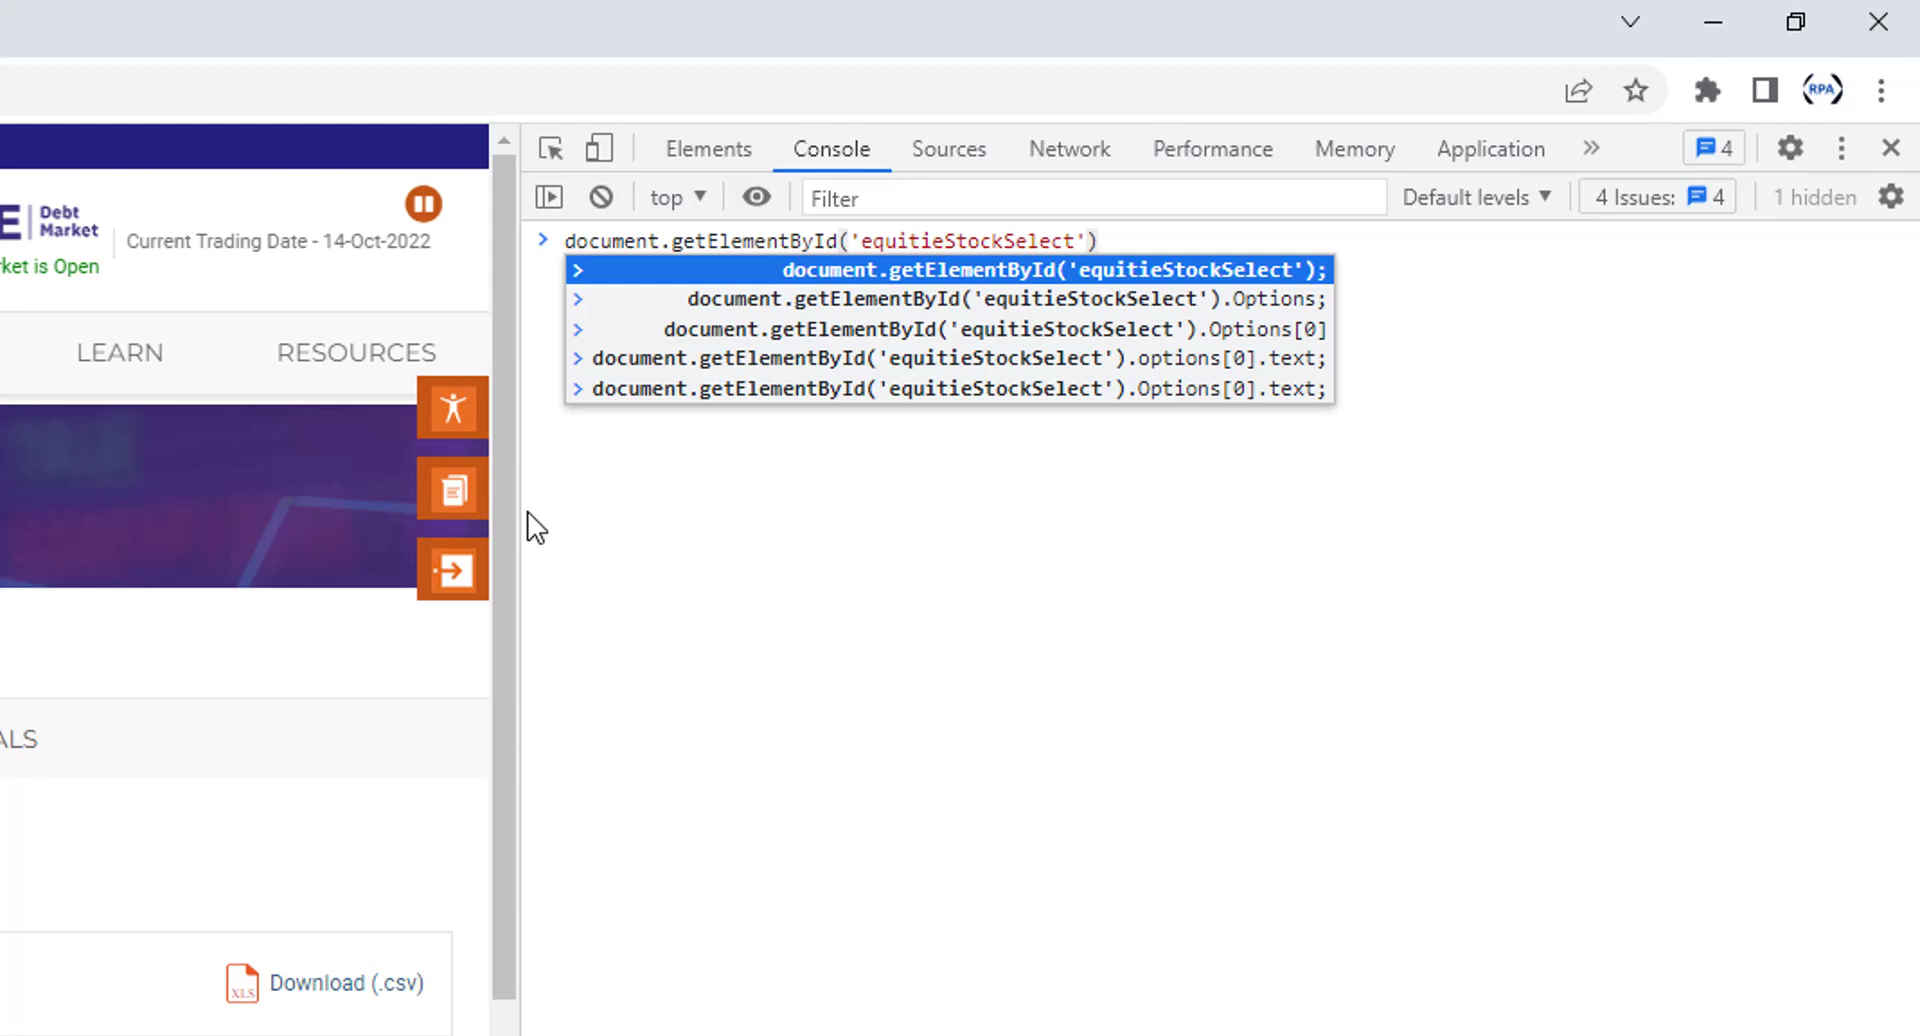 RPA
Elements Console Sources Network Performance Memory Application » 4
top Filter Default levels 4 Issues: 4 1 hidden
E Debt
Market
Current Trading Date - 14-Oct-2022
ket is Open
LEARN RESOURCES
ALS
XLS Download (.csv)
> document.getElementById('equitieStockSelect')
> document.getElementById('equitieStockSelect');
> document.getElementById('equitieStockSelect').Options;
> document.getElementById('equitieStockSelect').Options[0]
> document.getElementById('equitieStockSelect').options[0].text;
> document.getElementById('equitieStockSelect').Options[0].text;